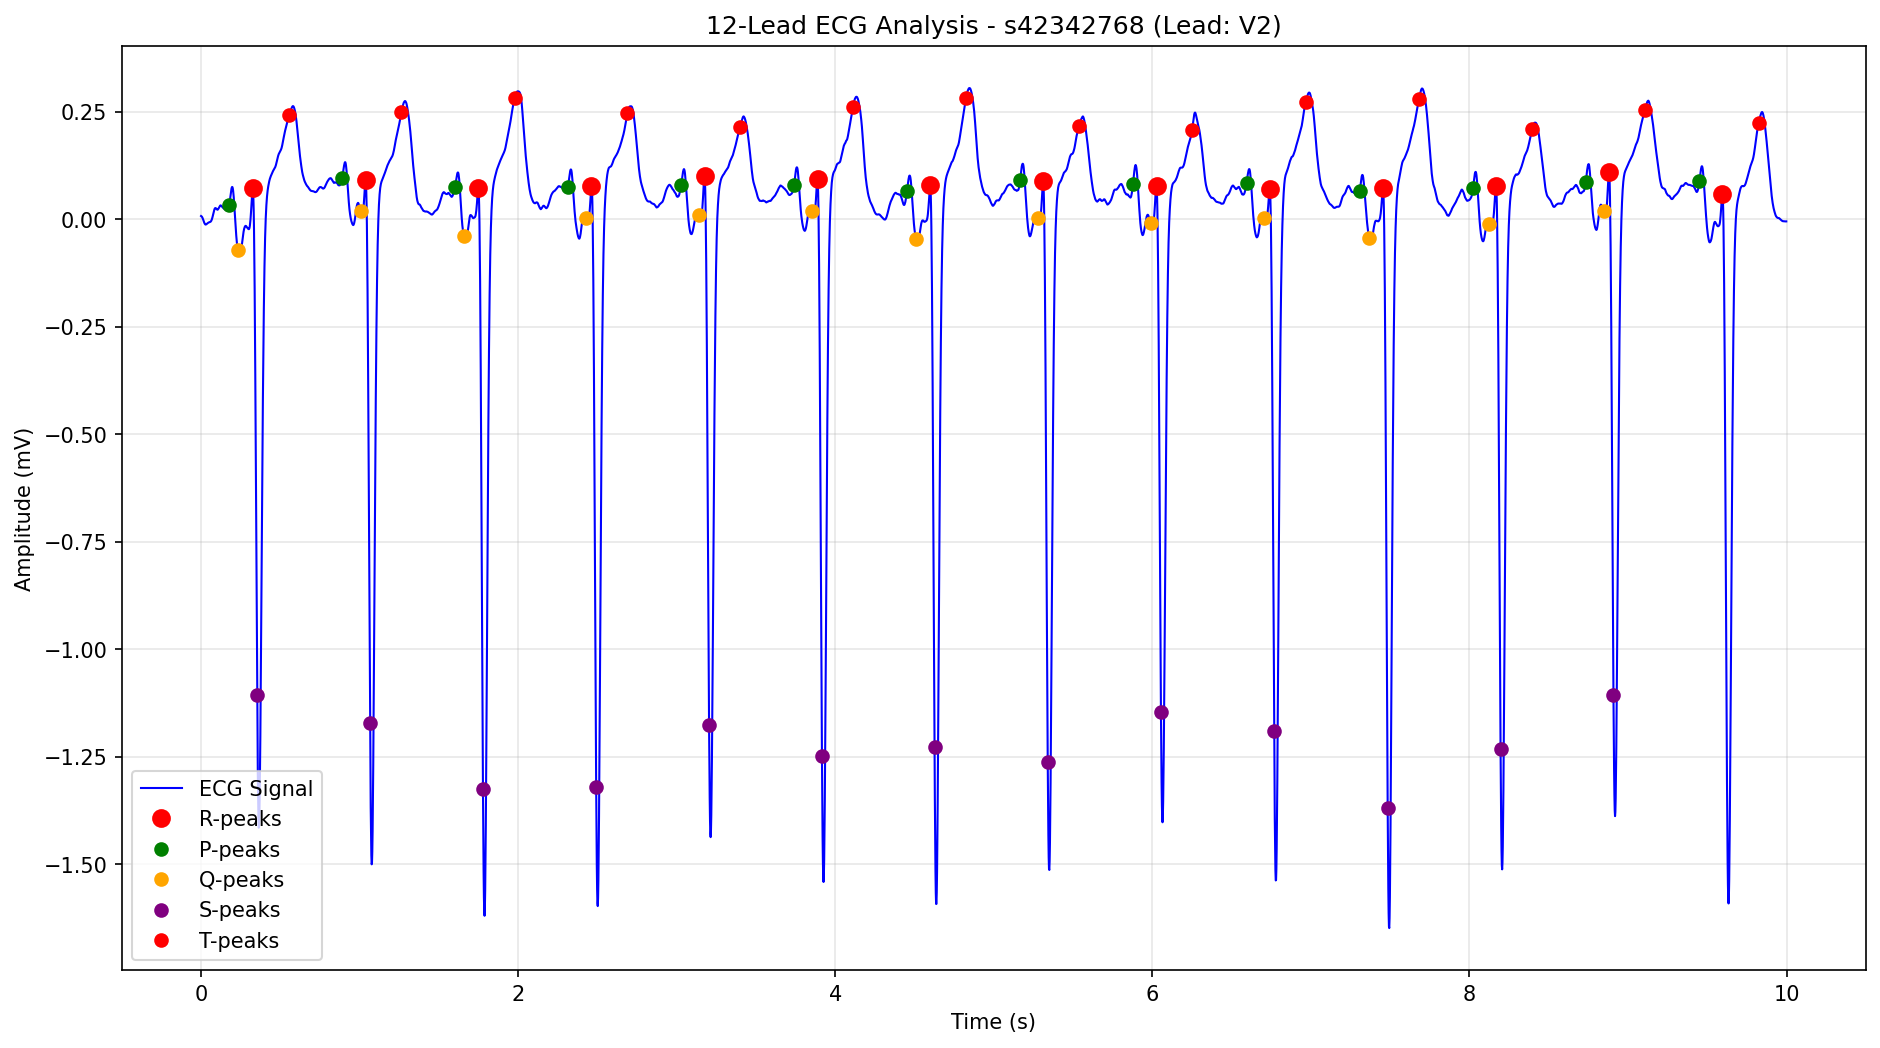 12-Lead ECG Analysis - s42342768 (Lead: V2)
Amplitude (mV)
0.25
0.00
−0.25
−0.50
−0.75
−1.00
−1.25
−1.50
ECG Signal
R-peaks
P-peaks
Q-peaks
S-peaks
T-peaks
0 2 4 6 8 10
Time (s)